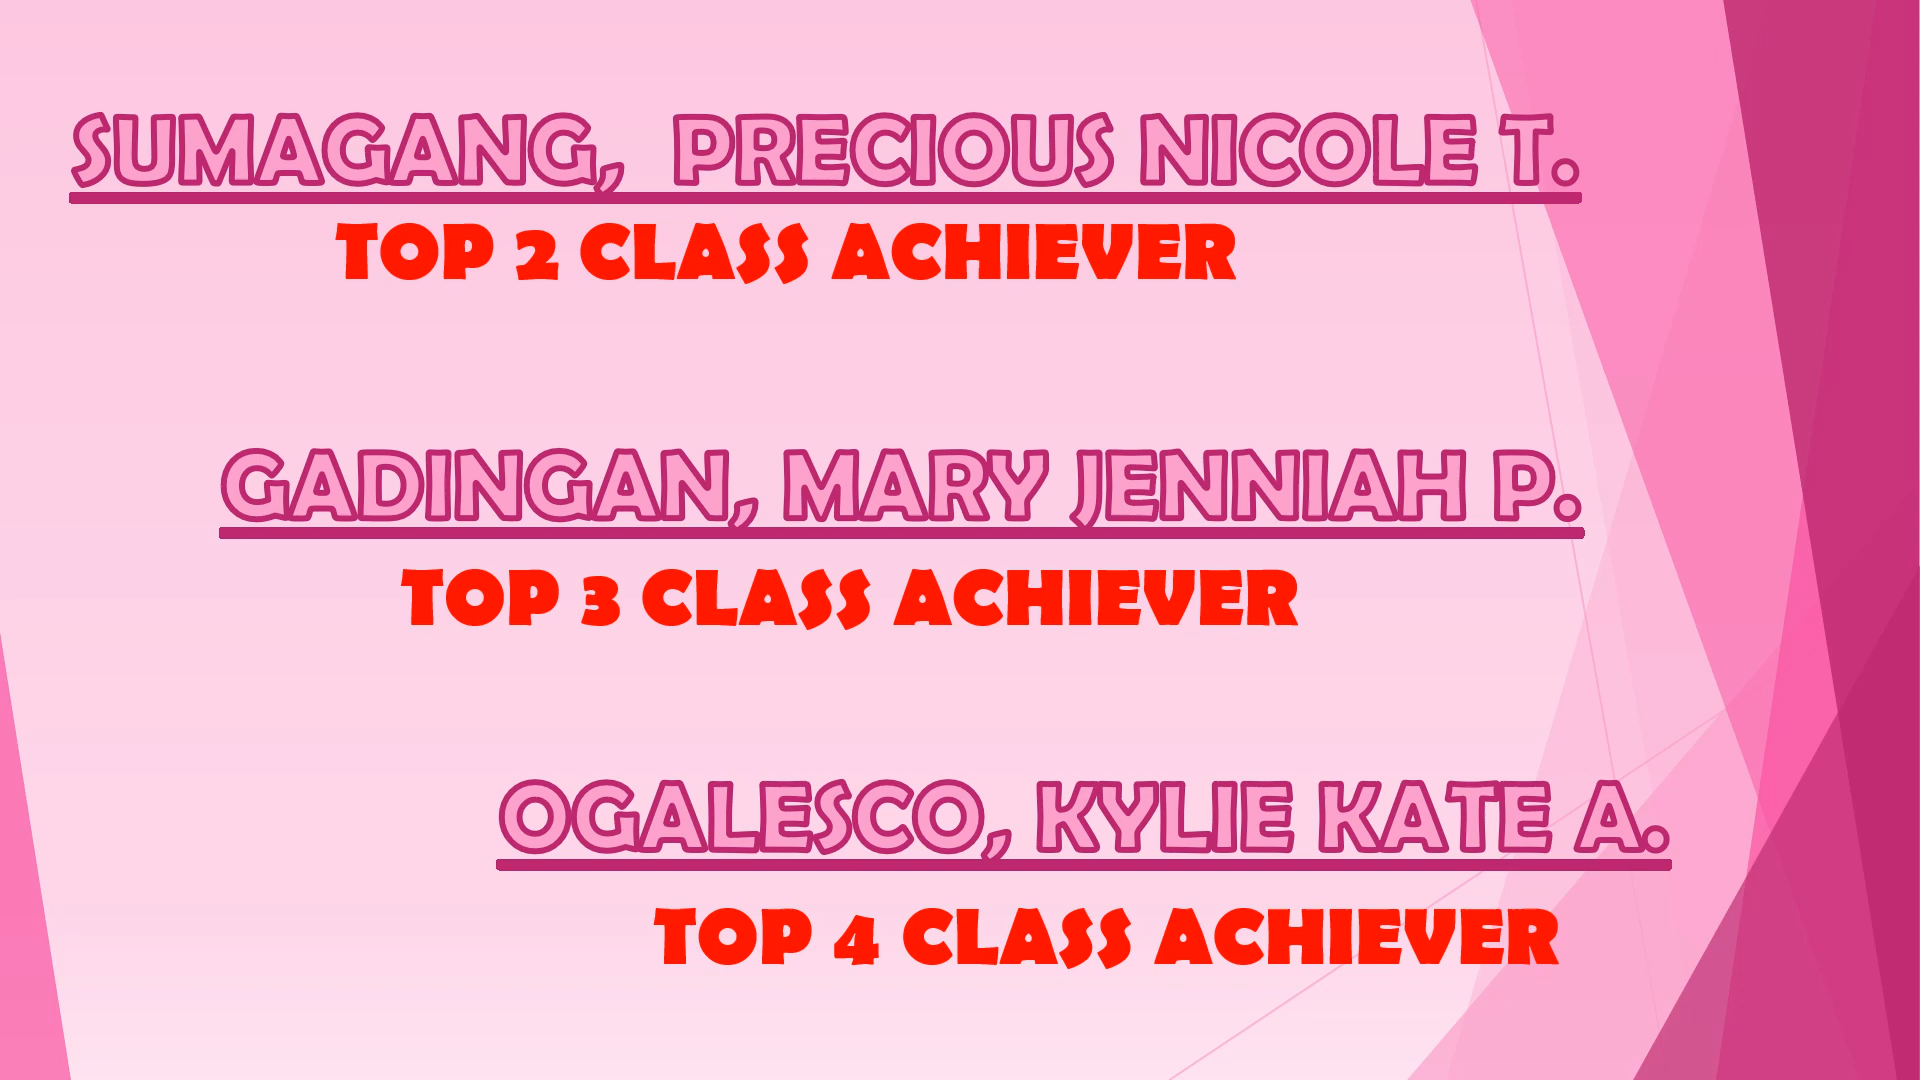 SUMAGANG, PRECIOUS NICOLE T.
TOP 2 CLASS ACHIEVER
GADINGAN, MARY JENNIAH P.
TOP 3 CLASS ACHIEVER
OGALESCO, KYLIE KATE A.
TOP 4 CLASS ACHIEVER